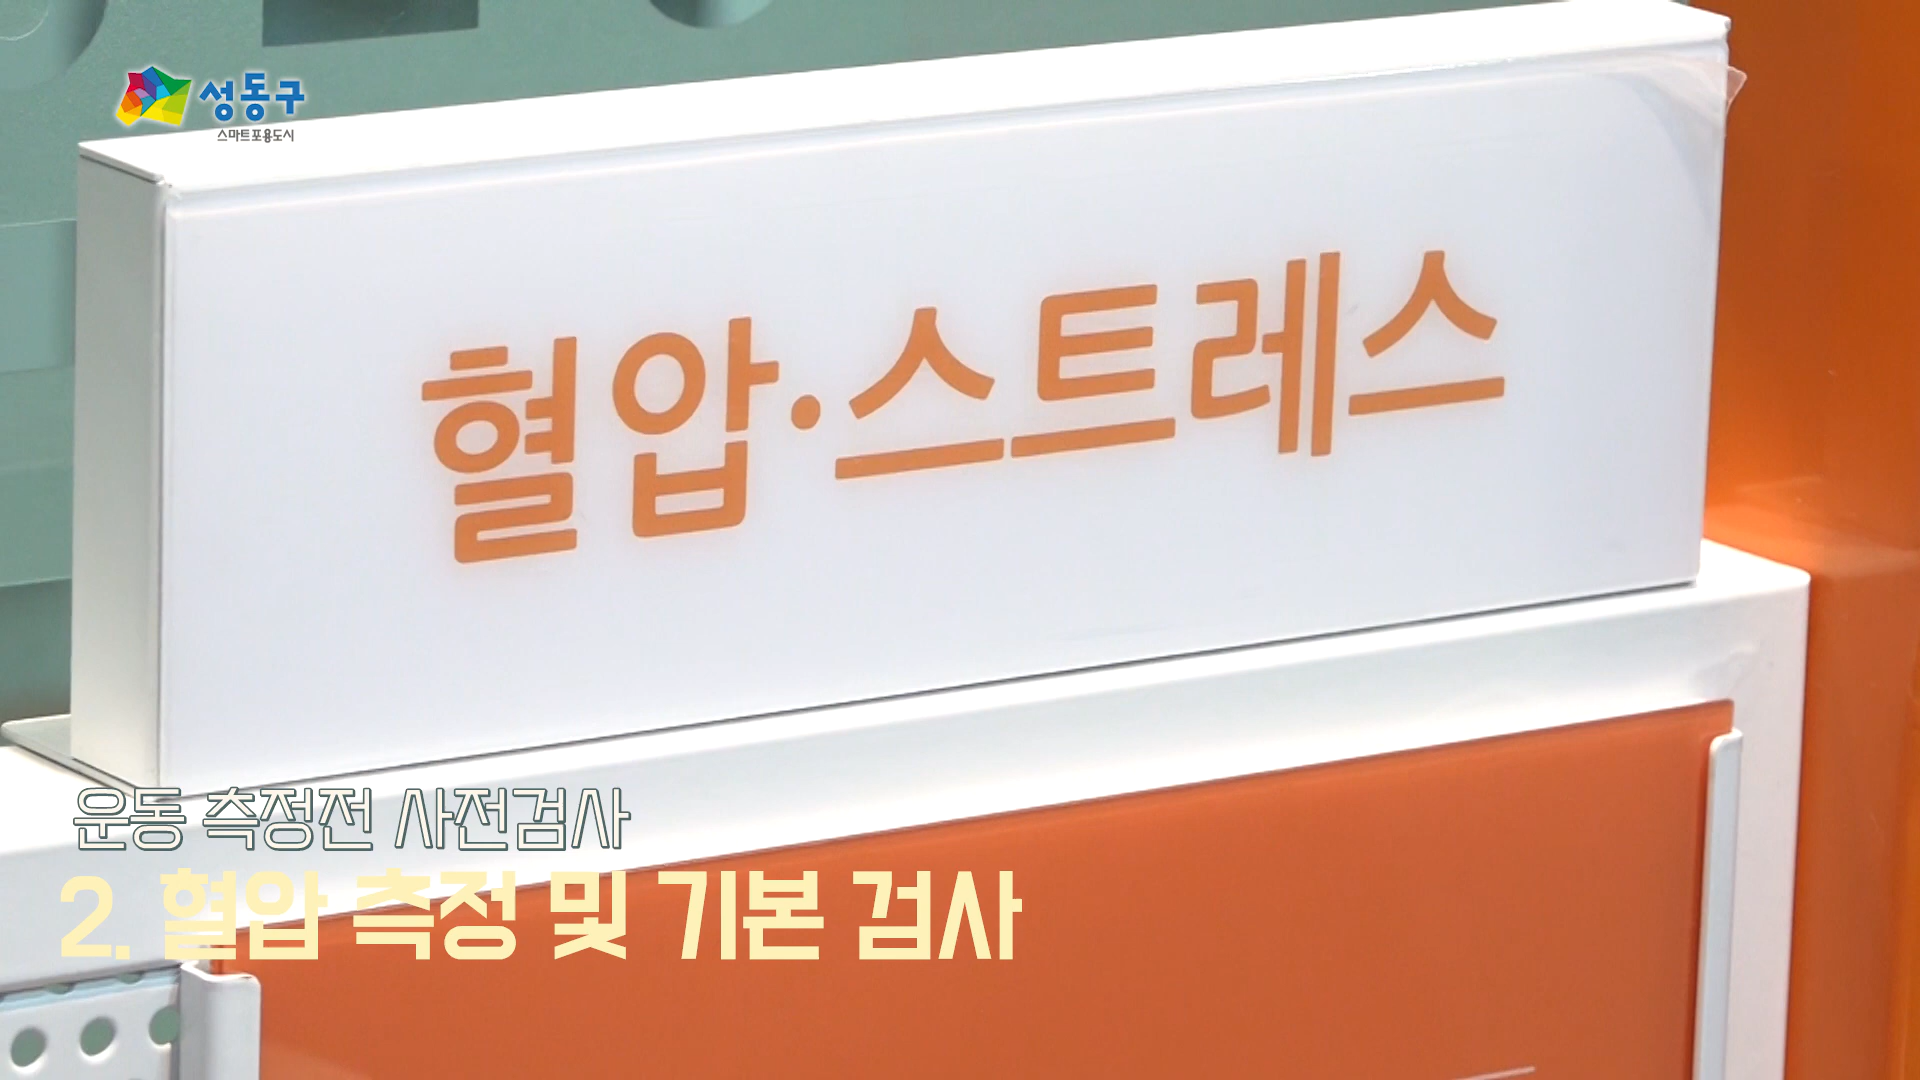 성동구
스마트포용도시
혈압·스트레스
운동 측정전 사전검사
2. 혈압 측정 및 기본 검사